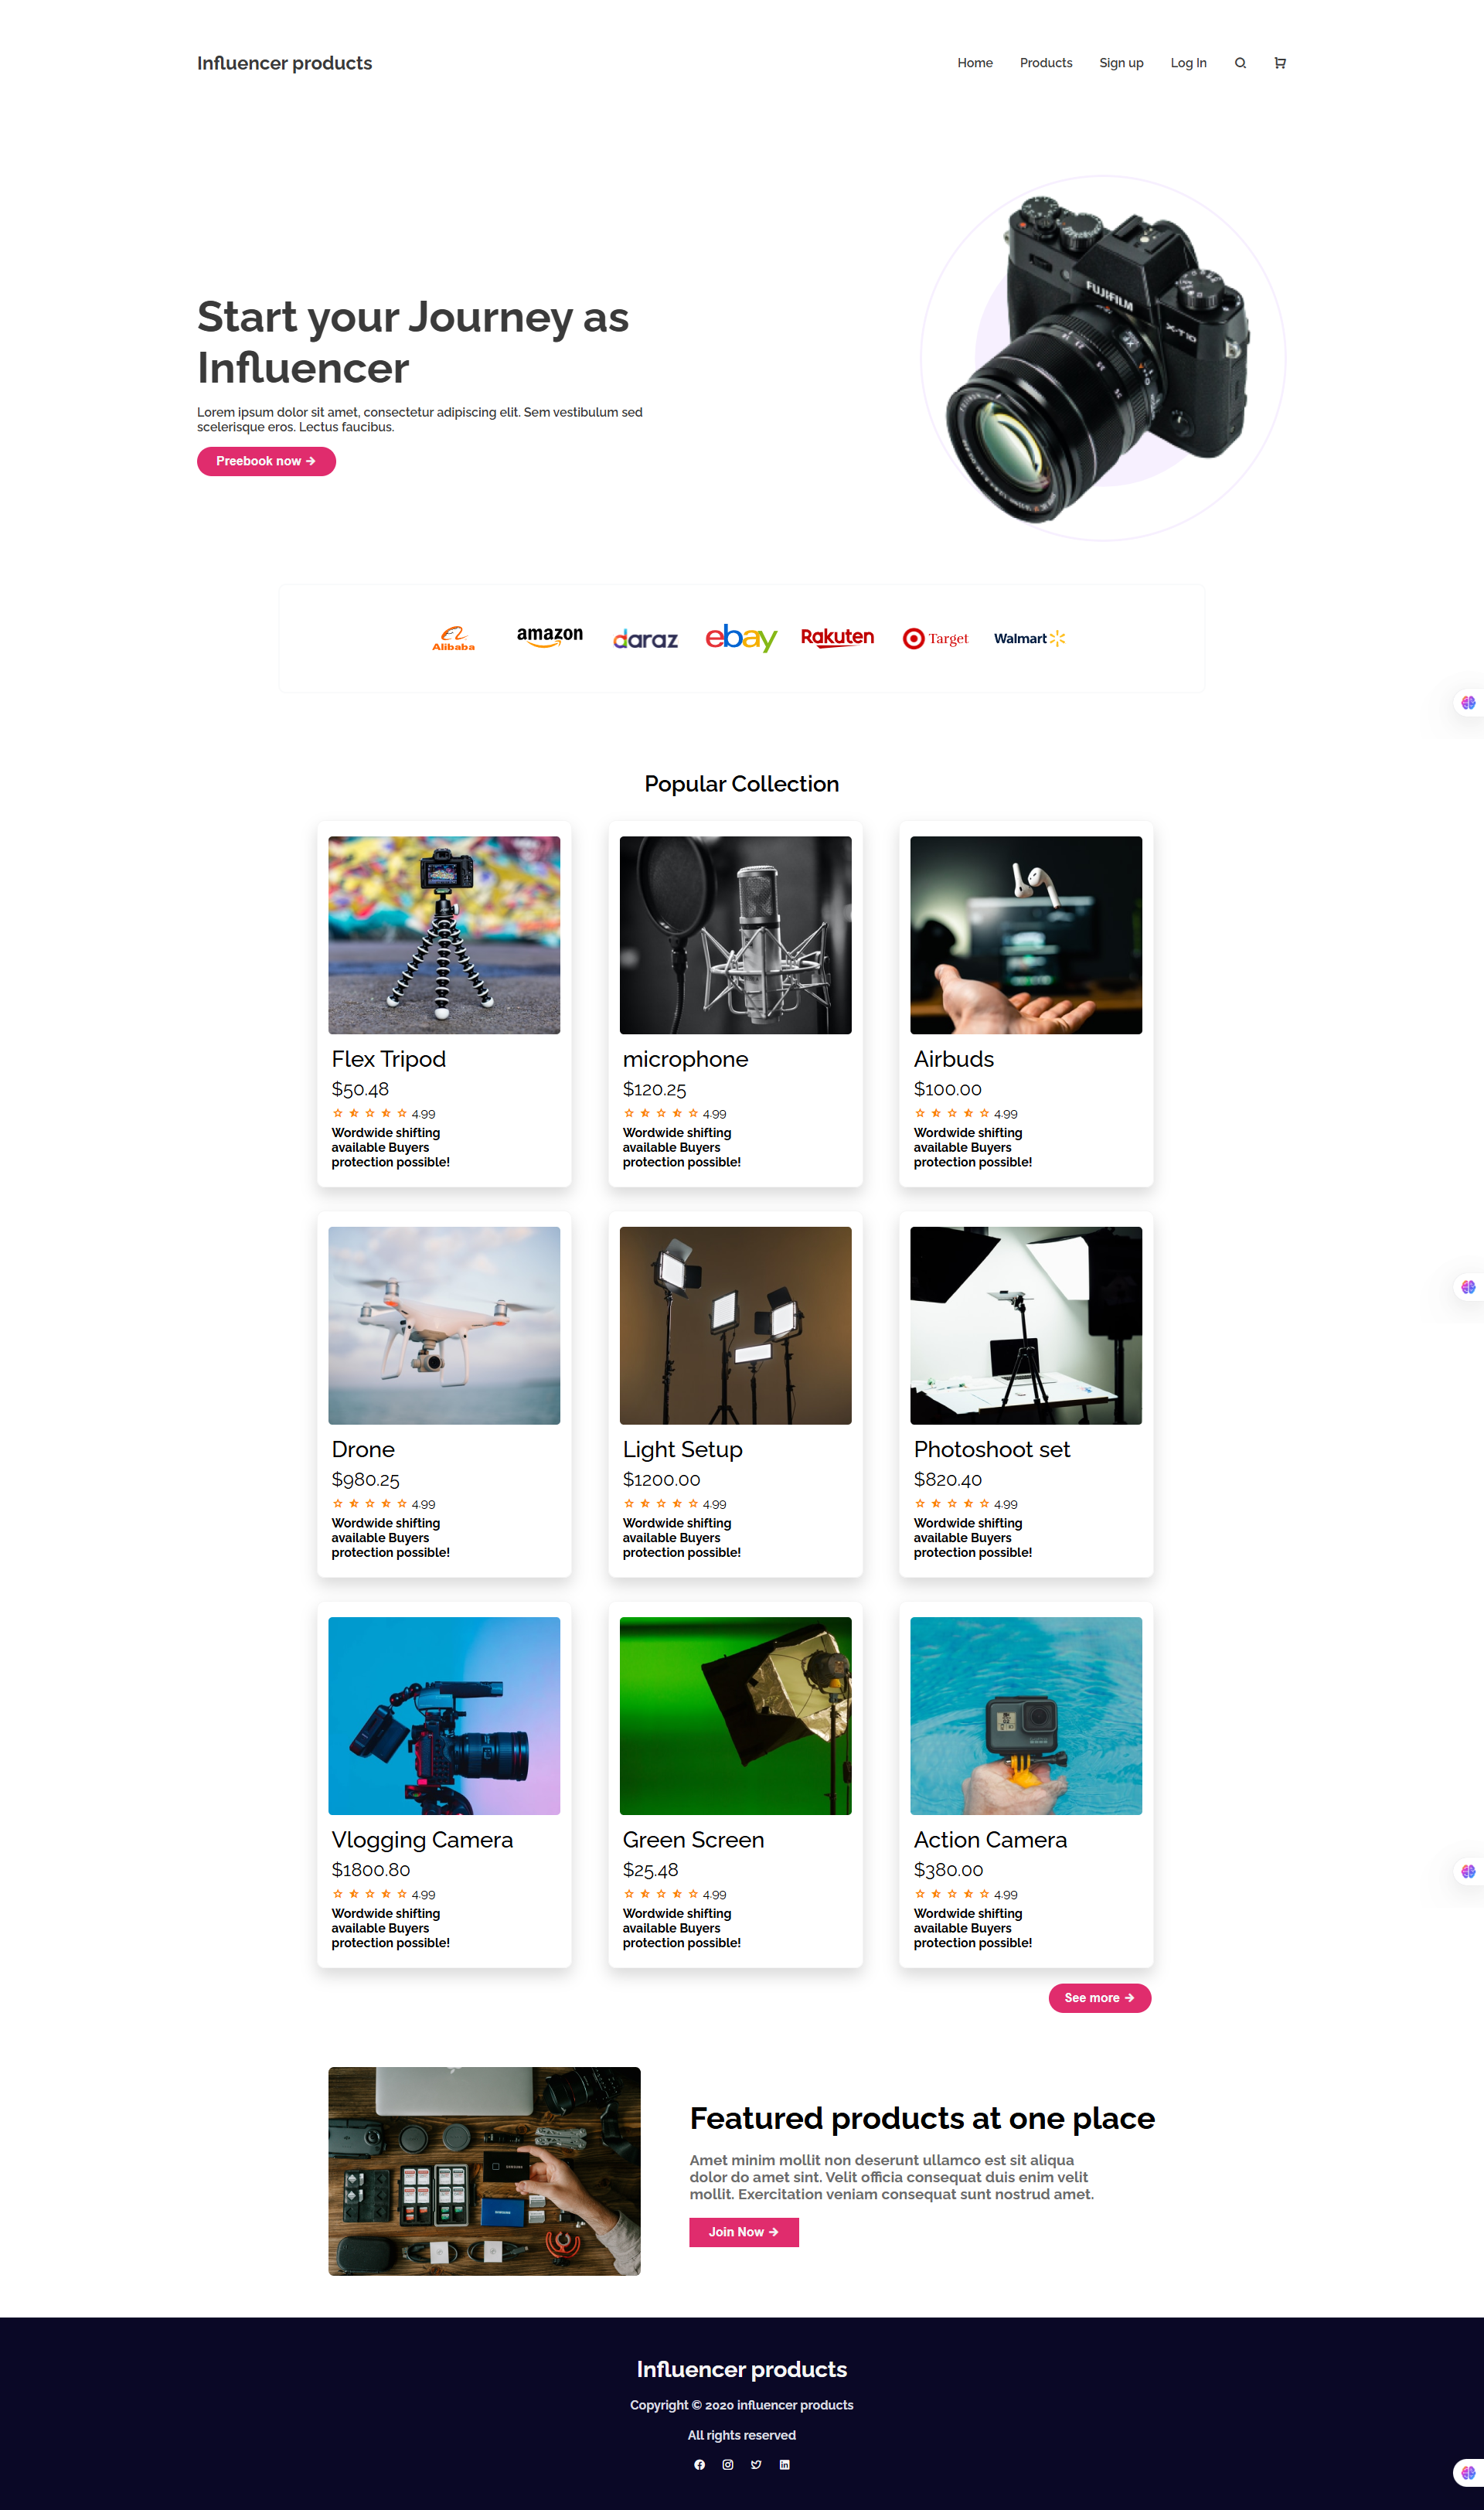 Influencer products
Home Products Sign up Log In
FUJIFILM
X-T10
Start your Journey as
Influencer
Lorem ipsum dolor sit amet, consectetur adipiscing elit. Sem vestibulum sed
scelerisque eros. Lectus faucibus.
Preebook now →
Alibaba
amazon
daraz
ebay
Rakuten
Target
Walmart
Popular Collection
Flex Tripod
$50.48
4.99
Wordwide shifting
available Buyers
protection possible!
microphone
$120.25
4.99
Wordwide shifting
available Buyers
protection possible!
Airbuds
$100.00
4.99
Wordwide shifting
available Buyers
protection possible!
Drone
$980.25
4.99
Wordwide shifting
available Buyers
protection possible!
Light Setup
$1200.00
4.99
Wordwide shifting
available Buyers
protection possible!
Photoshoot set
$820.40
4.99
Wordwide shifting
available Buyers
protection possible!
Vlogging Camera
$1800.80
4.99
Wordwide shifting
available Buyers
protection possible!
Green Screen
$25.48
4.99
Wordwide shifting
available Buyers
protection possible!
Action Camera
$380.00
4.99
Wordwide shifting
available Buyers
protection possible!
See more →
Featured products at one place
Amet minim mollit non deserunt ullamco est sit aliqua
dolor do amet sint. Velit officia consequat duis enim velit
mollit. Exercitation veniam consequat sunt nostrud amet.
Join Now →
Influencer products
Copyright © 2020 influencer products
All rights reserved